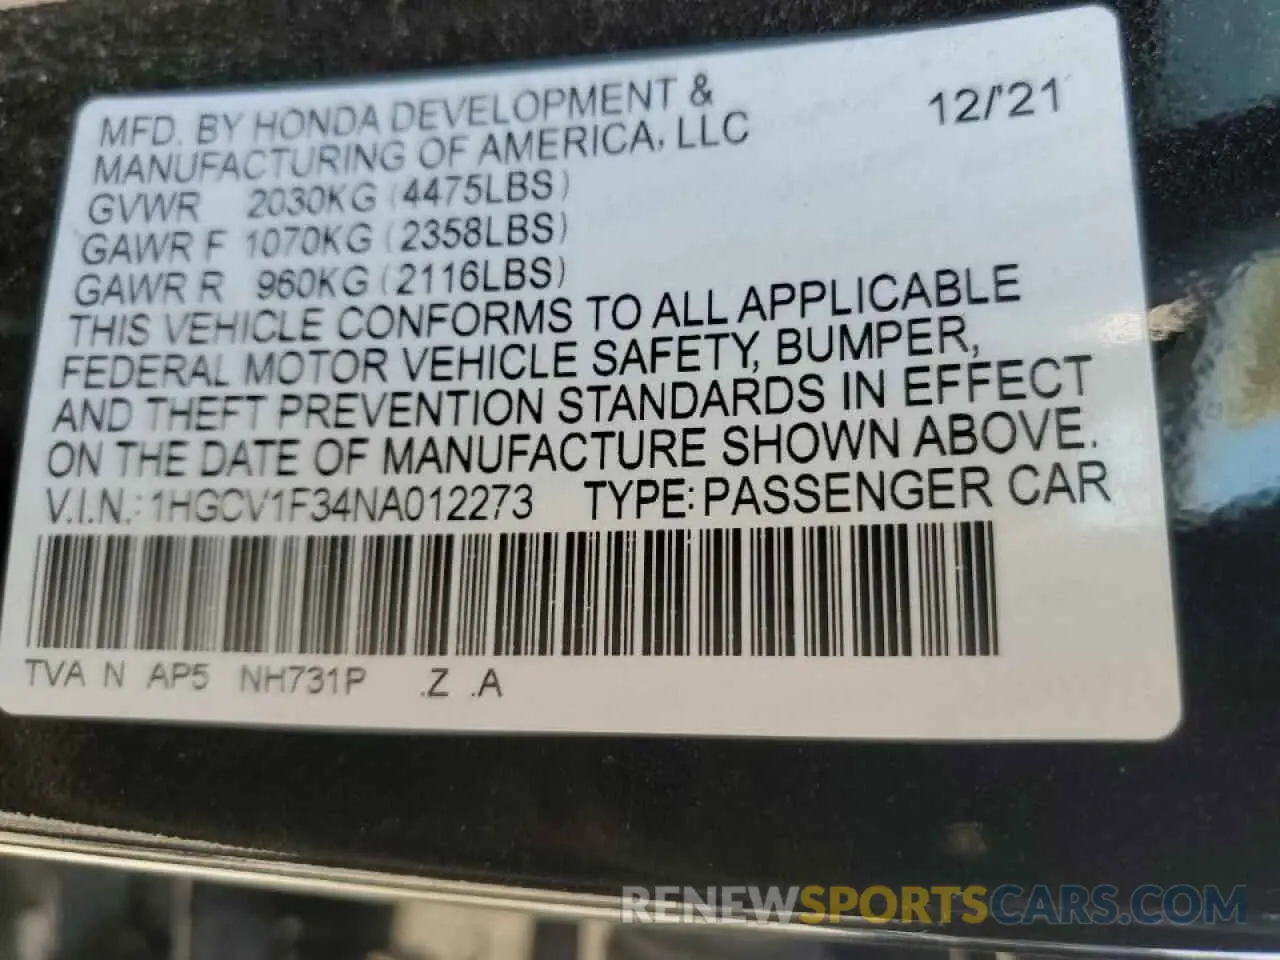 MFD. BY HONDA DEVELOPMENT &
MANUFACTURING OF AMERICA, LLC
12/'21
GVWR 2030KG (4475LBS)
GAWR F 1070KG (2358LBS)
GAWR R 960KG (2116LBS)
THIS VEHICLE CONFORMS TO ALL APPLICABLE
FEDERAL MOTOR VEHICLE SAFETY, BUMPER,
AND THEFT PREVENTION STANDARDS IN EFFECT
ON THE DATE OF MANUFACTURE SHOWN ABOVE.
V.I.N.: 1HGCV1F34NA012273 TYPE: PASSENGER CAR
TVA N AP5 NH731P .Z .A
RENEWSPORTSCARS.COM